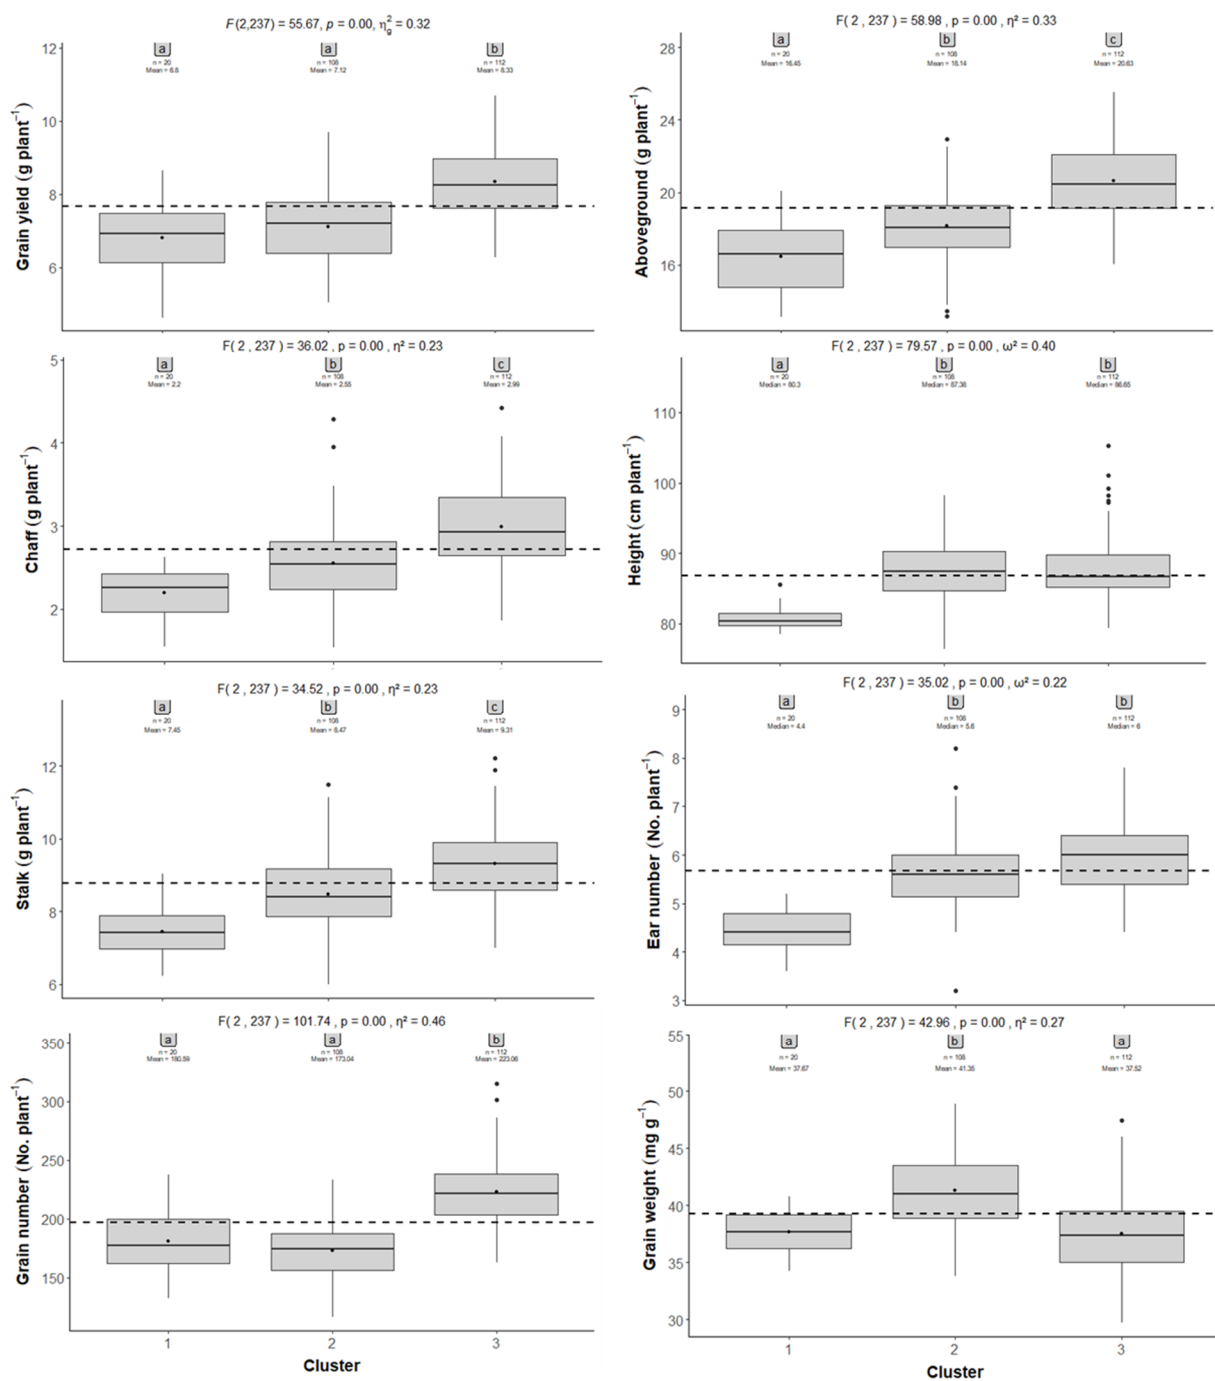 F(2,237) = 55.67, p = 0.00, η²g = 0.32
a
a
b
n = 20
n = 108
n = 112
Mean = 6.8
Mean = 7.12
Mean = 8.33
Grain yield (g plant⁻¹)
12
10
8
6
F( 2 , 237 ) = 58.98 , p = 0.00 , η² = 0.33
a
b
c
n = 20
n = 108
n = 112
Mean = 16.45
Mean = 18.14
Mean = 20.63
Aboveground (g plant⁻¹)
28
24
20
16
F( 2 , 237 ) = 36.02 , p = 0.00 , η² = 0.23
a
b
c
n = 20
n = 108
n = 112
Mean = 2.2
Mean = 2.55
Mean = 2.99
Chaff (g plant⁻¹)
5
4
3
2
F( 2 , 237 ) = 79.57 , p = 0.00 , ω² = 0.40
a
b
b
n = 20
n = 108
n = 112
Median = 80.3
Median = 87.38
Median = 86.65
Height (cm plant⁻¹)
110
100
90
80
F( 2 , 237 ) = 34.52 , p = 0.00 , η² = 0.23
a
b
c
n = 20
n = 108
n = 112
Mean = 7.45
Mean = 8.47
Mean = 9.31
Stalk (g plant⁻¹)
12
10
8
6
F( 2 , 237 ) = 35.02 , p = 0.00 , ω² = 0.22
a
b
b
n = 20
n = 108
n = 112
Median = 4.4
Median = 5.6
Median = 6
Ear number (No. plant⁻¹)
9
8
7
6
5
4
3
F( 2 , 237 ) = 101.74 , p = 0.00 , η² = 0.46
a
a
b
n = 20
n = 108
n = 112
Mean = 180.59
Mean = 173.04
Mean = 223.06
Grain number (No. plant⁻¹)
350
300
250
200
150
1
2
3
Cluster
F( 2 , 237 ) = 42.96 , p = 0.00 , η² = 0.27
a
b
a
n = 20
n = 108
n = 112
Mean = 37.67
Mean = 41.35
Mean = 37.52
Grain weight (mg g⁻¹)
55
50
45
40
35
30
1
2
3
Cluster